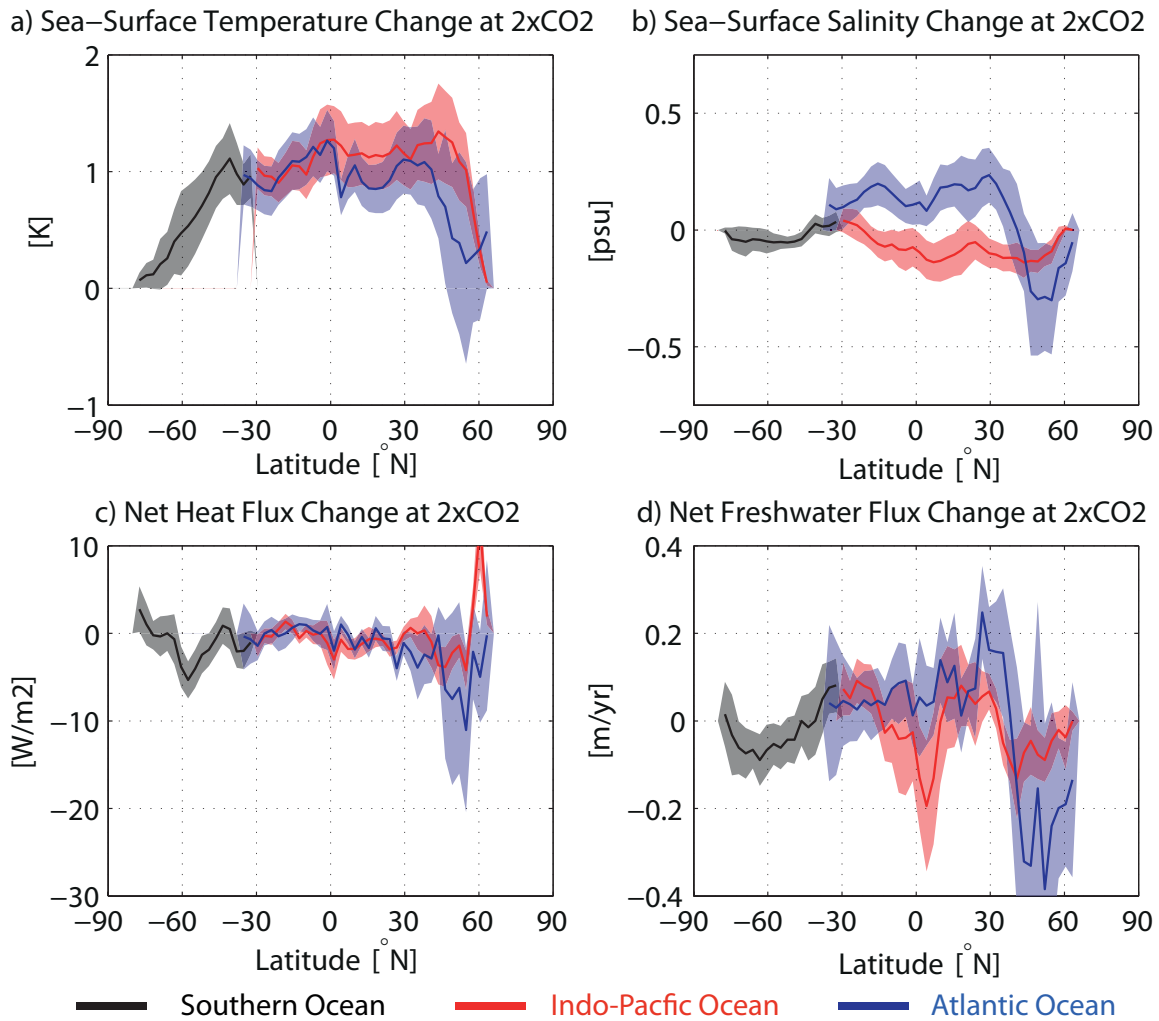 a) Sea−Surface Temperature Change at 2xCO2
b) Sea−Surface Salinity Change at 2xCO2
2
1
0
−1
[K]
−90 −60 −30 0 30 60 90
Latitude [°N]
0.5
0
−0.5
[psu]
−90 −60 −30 0 30 60 90
Latitude [°N]
c) Net Heat Flux Change at 2xCO2
d) Net Freshwater Flux Change at 2xCO2
10
0
−10
−20
−30
[W/m2]
−90 −60 −30 0 30 60 90
Latitude [°N]
0.4
0.2
0
−0.2
−0.4
[m/yr]
−90 −60 −30 0 30 60 90
Latitude [°N]
Southern Ocean Indo-Pacfic Ocean Atlantic Ocean